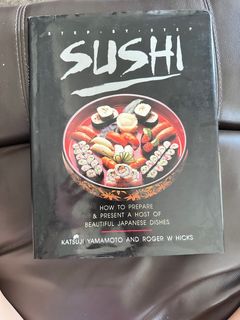 STEP-BY-STEP
SUSHI
HOW TO PREPARE
& PRESENT A HOST OF
BEAUTIFUL JAPANESE DISHES
KATSUJI YAMAMOTO AND ROGER W HICKS